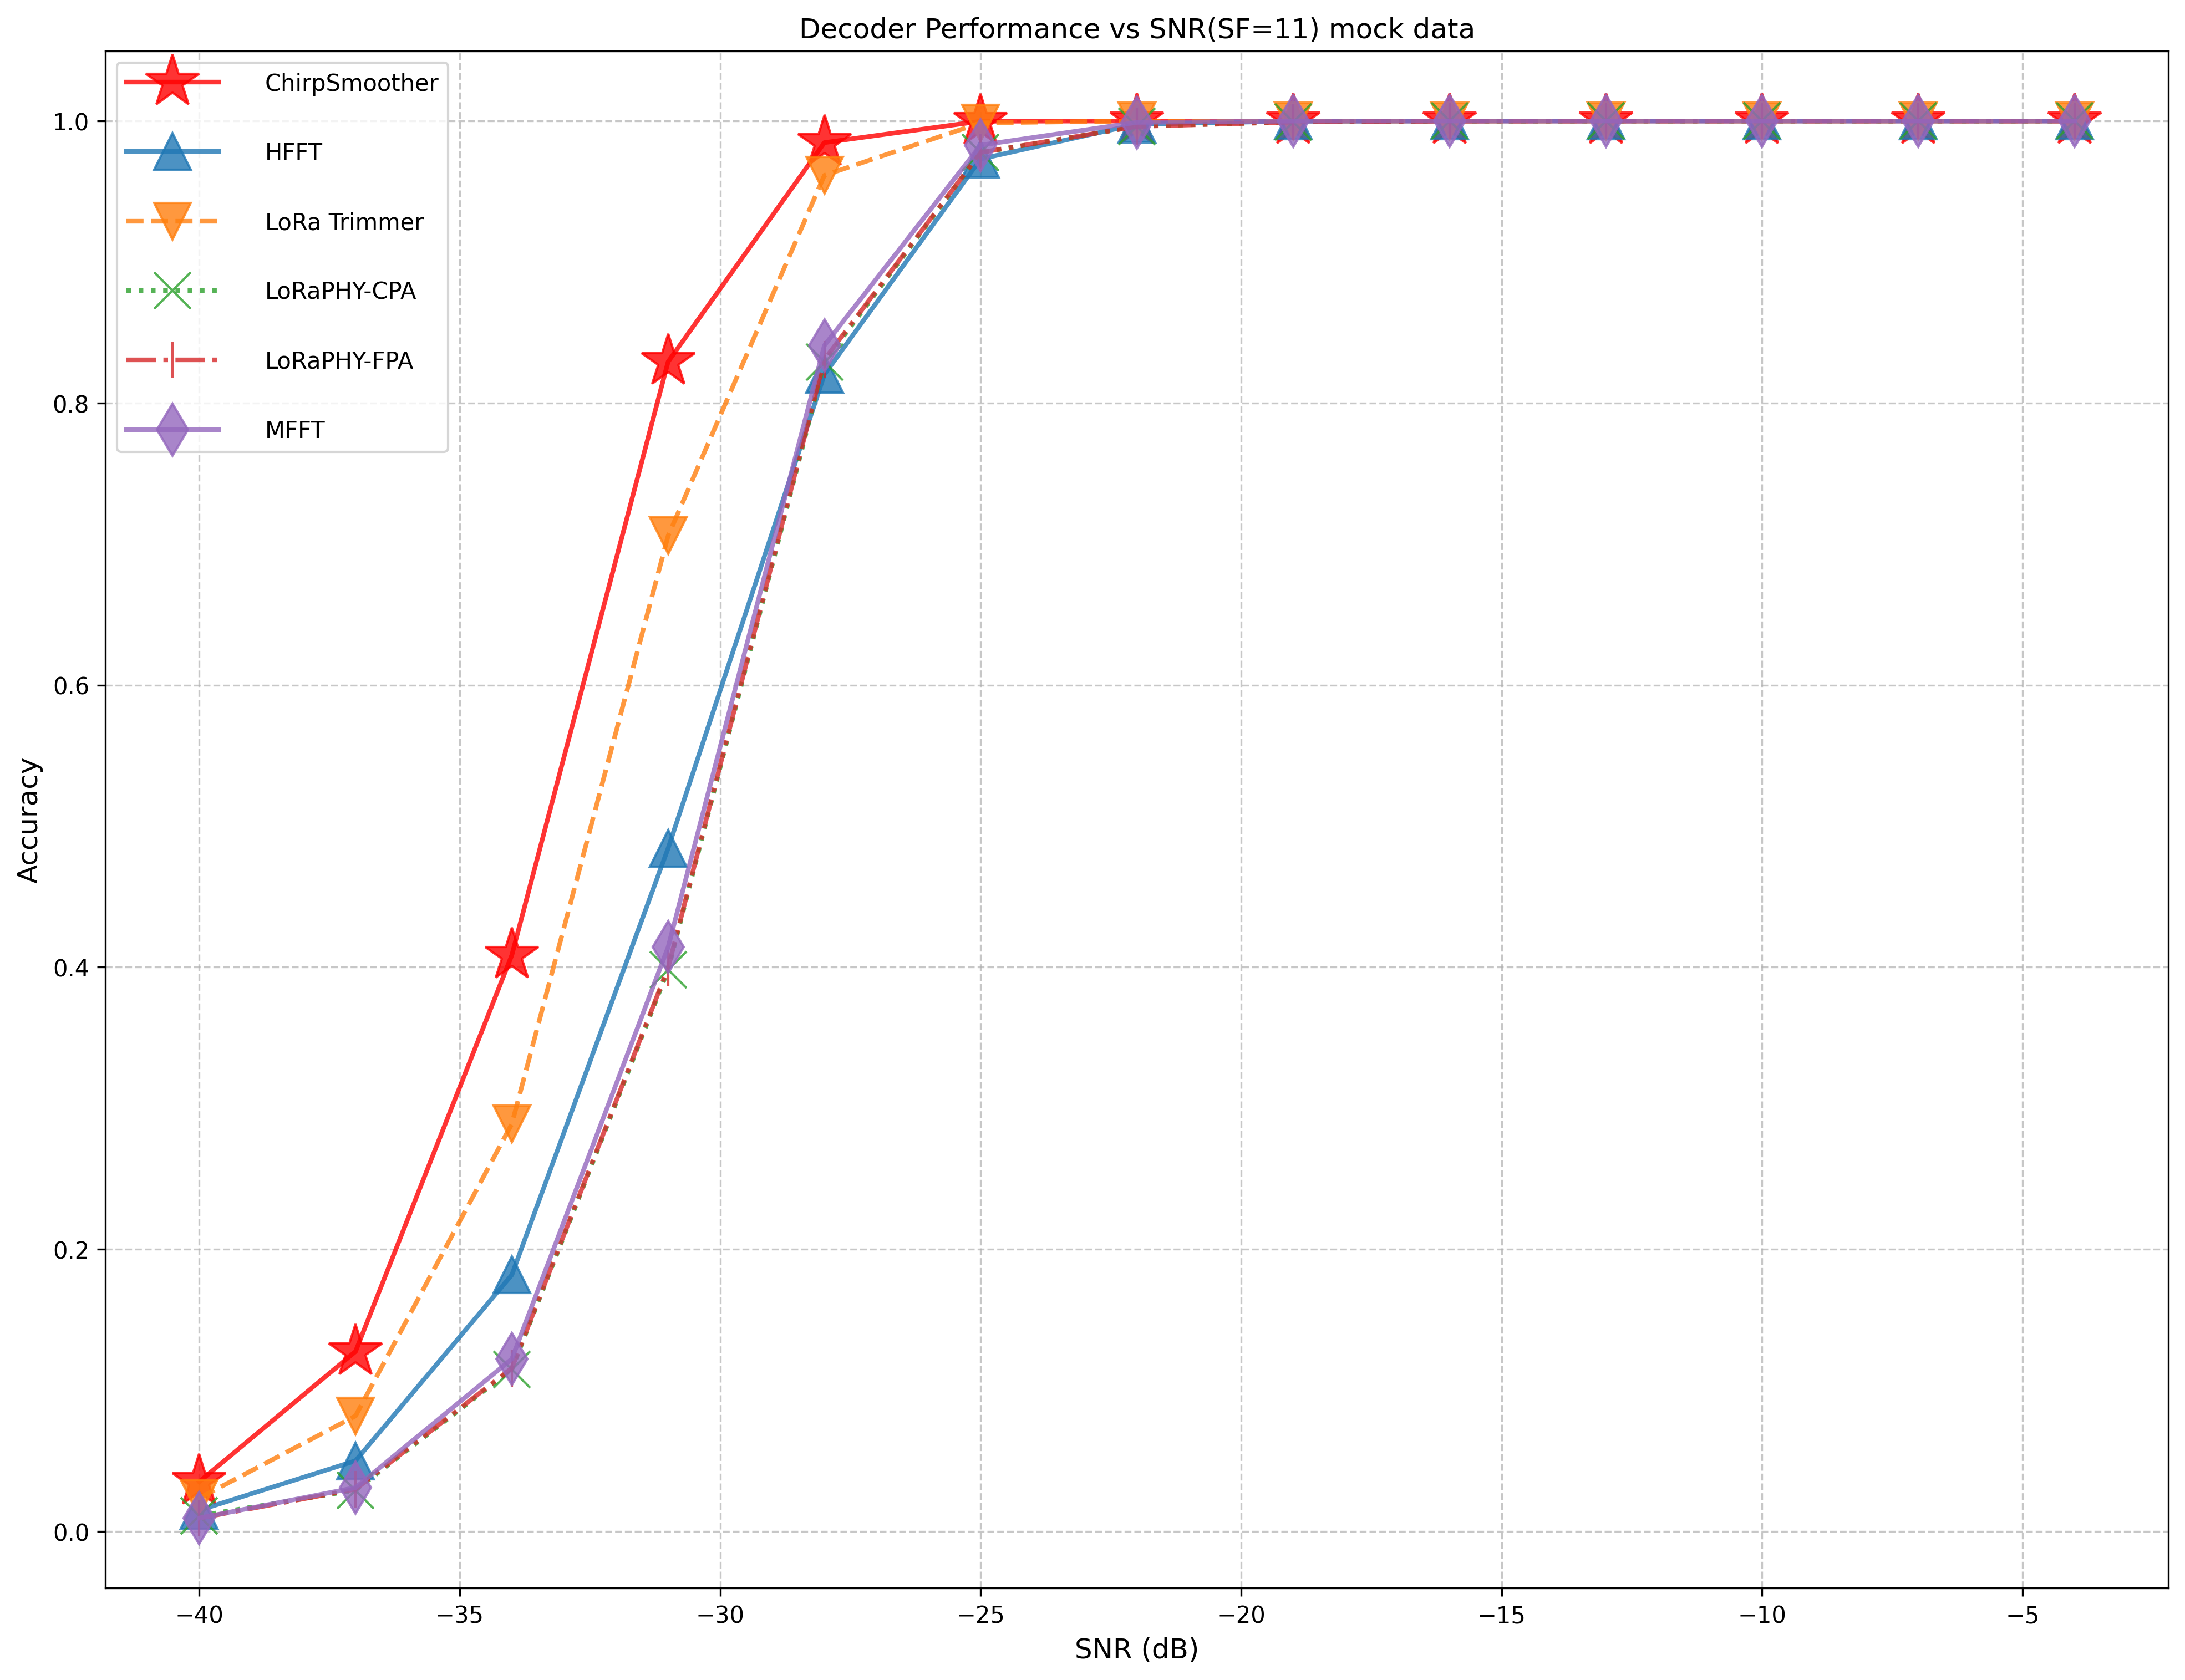 Decoder Performance vs SNR(SF=11) mock data
ChirpSmoother
HFFT
LoRa Trimmer
LoRaPHY-CPA
LoRaPHY-FPA
MFFT
Accuracy
1.0
0.8
0.6
0.4
0.2
0.0
−40 −35 −30 −25 −20 −15 −10 −5
SNR (dB)